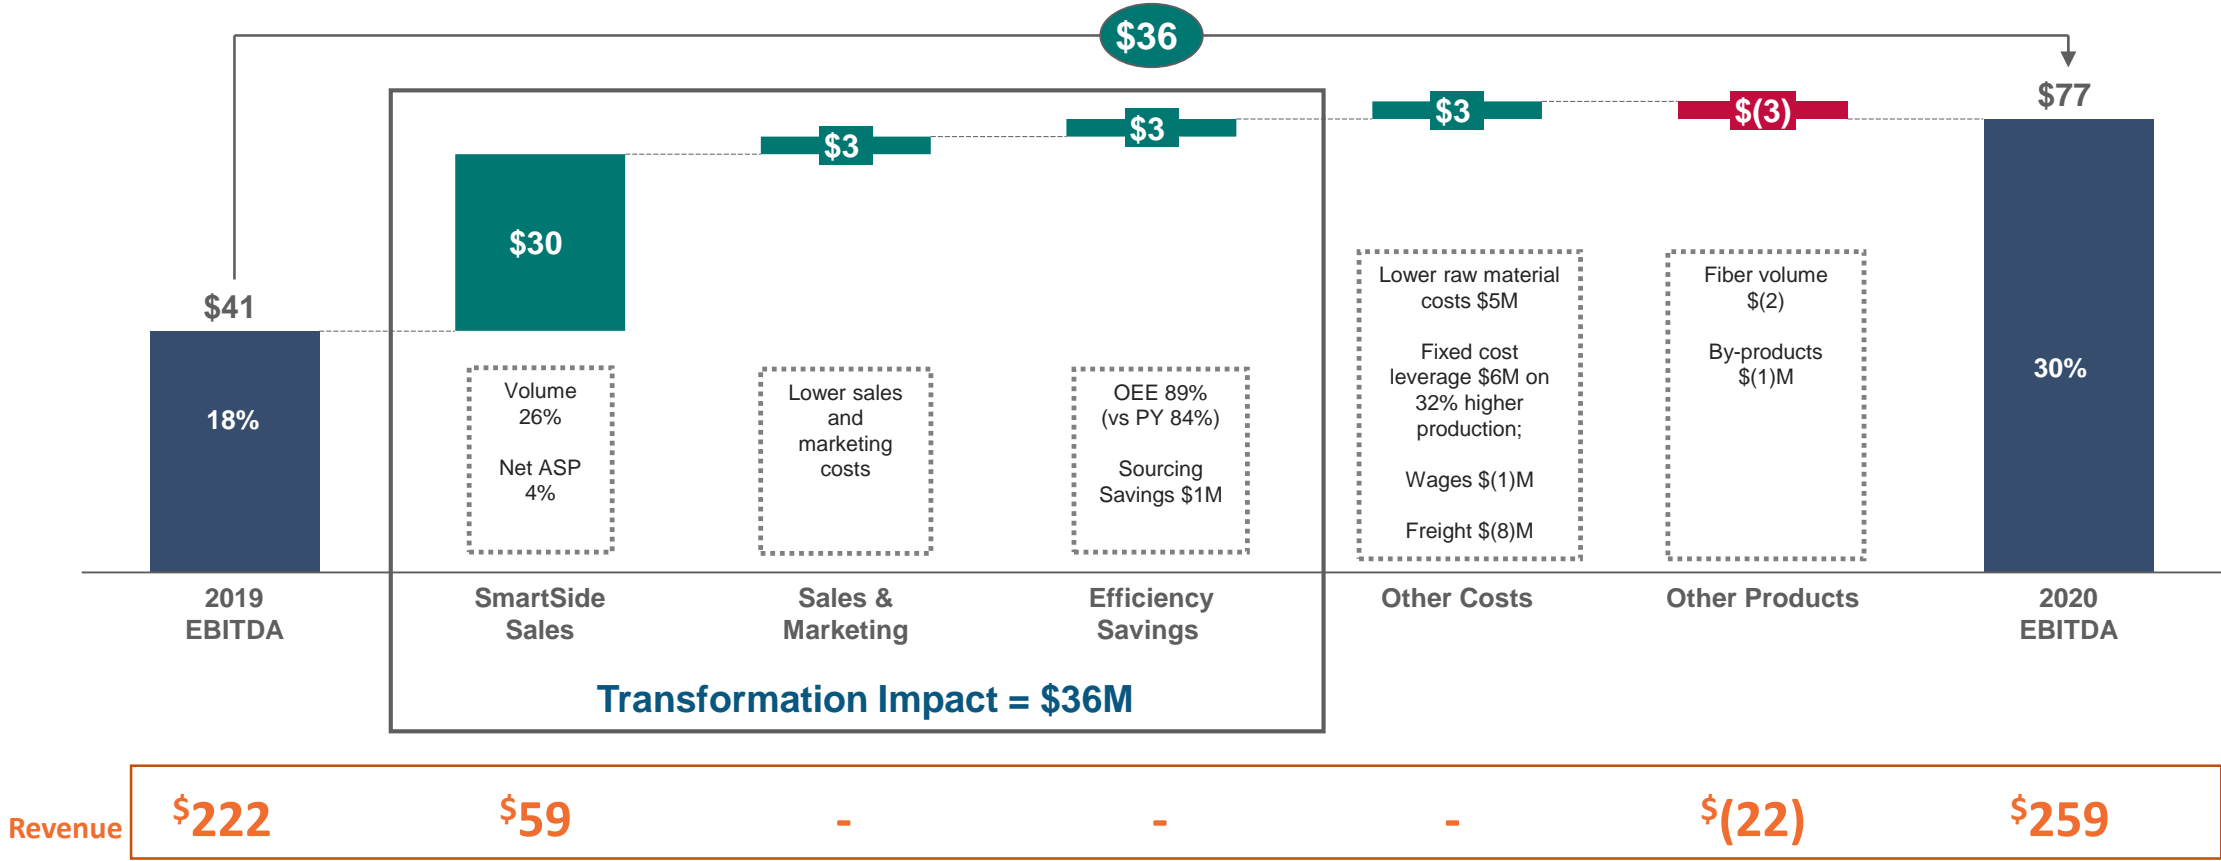 $36
$77
$3
$(3)
$3
$3
$30
$41
18%
30%
Volume
26%
Net ASP
4%
Lower sales
and
marketing
costs
OEE 89%
(vs PY 84%)
Sourcing
Savings $1M
Lower raw material
costs $5M
Fixed cost
leverage $6M on
32% higher
production;
Wages $(1)M
Freight $(8)M
Fiber volume
$(2)
By-products
$(1)M
2019
EBITDA
SmartSide
Sales
Sales &
Marketing
Efficiency
Savings
Other Costs
Other Products
2020
EBITDA
Transformation Impact = $36M
Revenue $222 $59 - - - $(22) $259